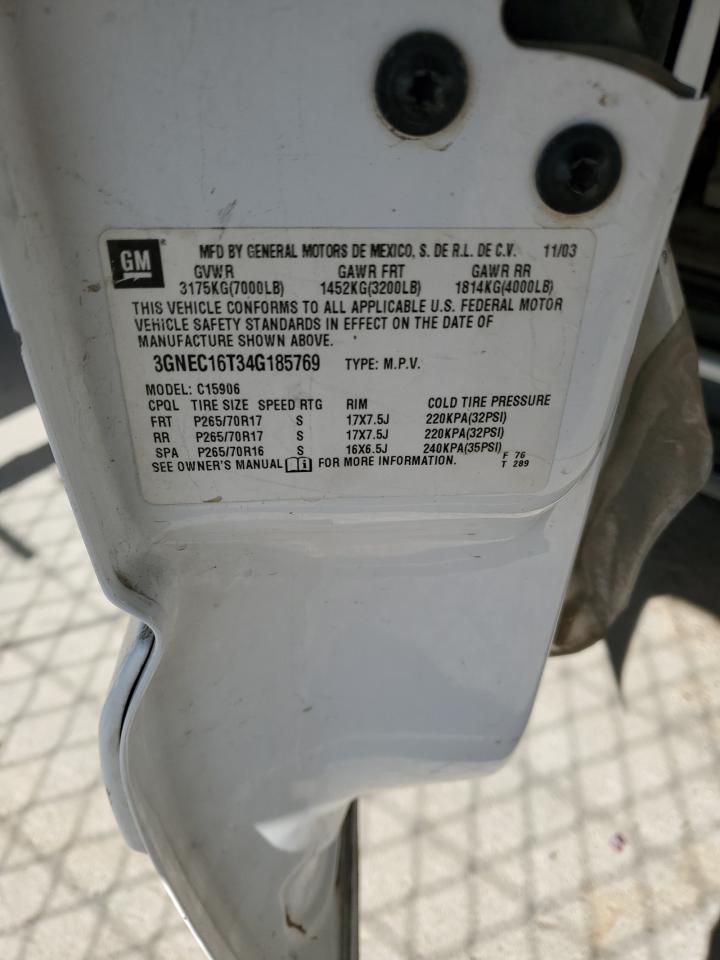 GM ® MFD BY GENERAL MOTORS DE MEXICO, S. DE R.L. DE C.V. 11/03
GVWR GAWR FRT GAWR RR
3175KG(7000LB) 1452KG(3200LB) 1814KG(4000LB)
THIS VEHICLE CONFORMS TO ALL APPLICABLE U.S. FEDERAL MOTOR
VEHICLE SAFETY STANDARDS IN EFFECT ON THE DATE OF
MANUFACTURE SHOWN ABOVE.
3GNEC16T34G185769 TYPE: M.P.V.
MODEL: C15906
CPQL TIRE SIZE SPEED RTG RIM COLD TIRE PRESSURE
FRT P265/70R17 S 17X7.5J 220KPA(32PSI)
RR P265/70R17 S 17X7.5J 220KPA(32PSI)
SPA P265/70R16 S 16X6.5J 240KPA(35PSI) F 76
SEE OWNER'S MANUAL i FOR MORE INFORMATION. T 289